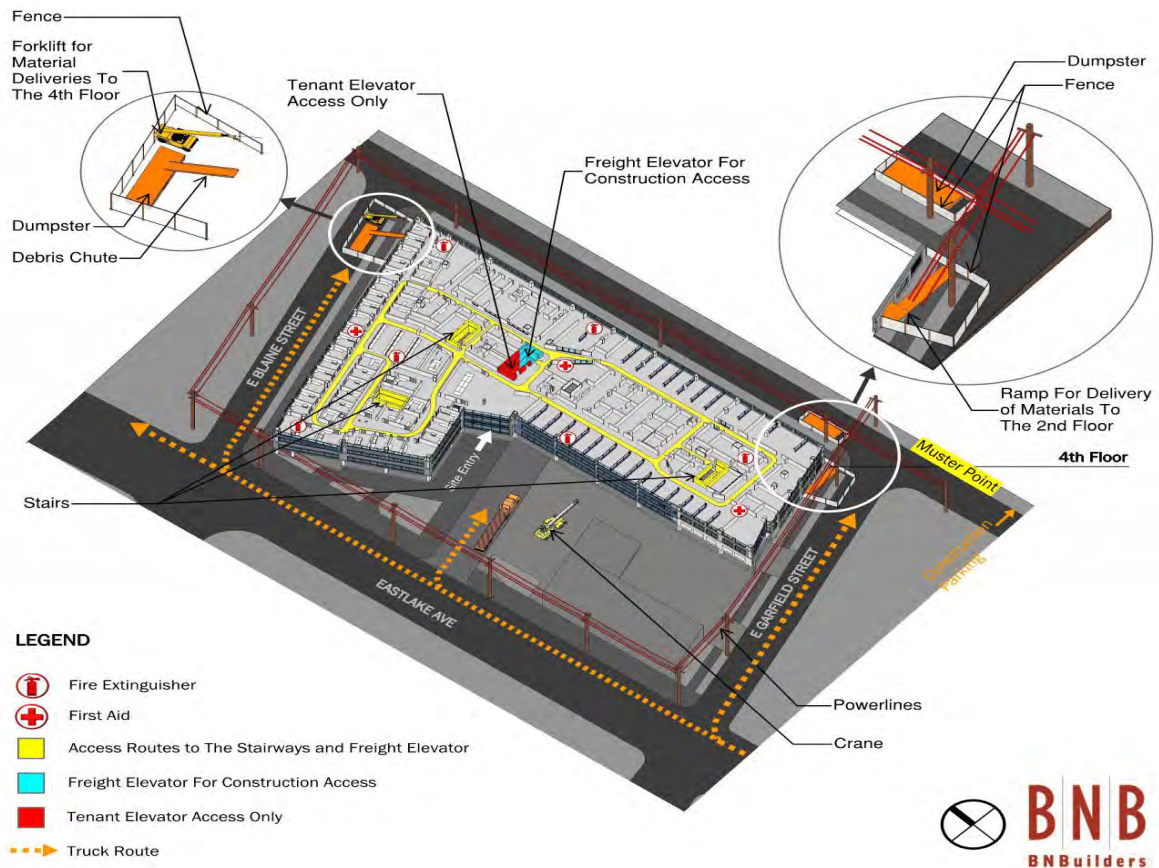 Fence
Forklift for
Material
Deliveries To
The 4th Floor
Tenant Elevator
Access Only
Freight Elevator For
Construction Access
Dumpster
Fence
Dumpster
Debris Chute
Ramp For Delivery
of Materials To
The 2nd Floor
4th Floor
Muster Point
Construction
Parking
E BLAINE STREET
Site Entry
Stairs
EASTLAKE AVE
E GARFIELD STREET
Powerlines
Crane
LEGEND
Fire Extinguisher
First Aid
Access Routes to The Stairways and Freight Elevator
Freight Elevator For Construction Access
Tenant Elevator Access Only
Truck Route
BNB
BNBuilders